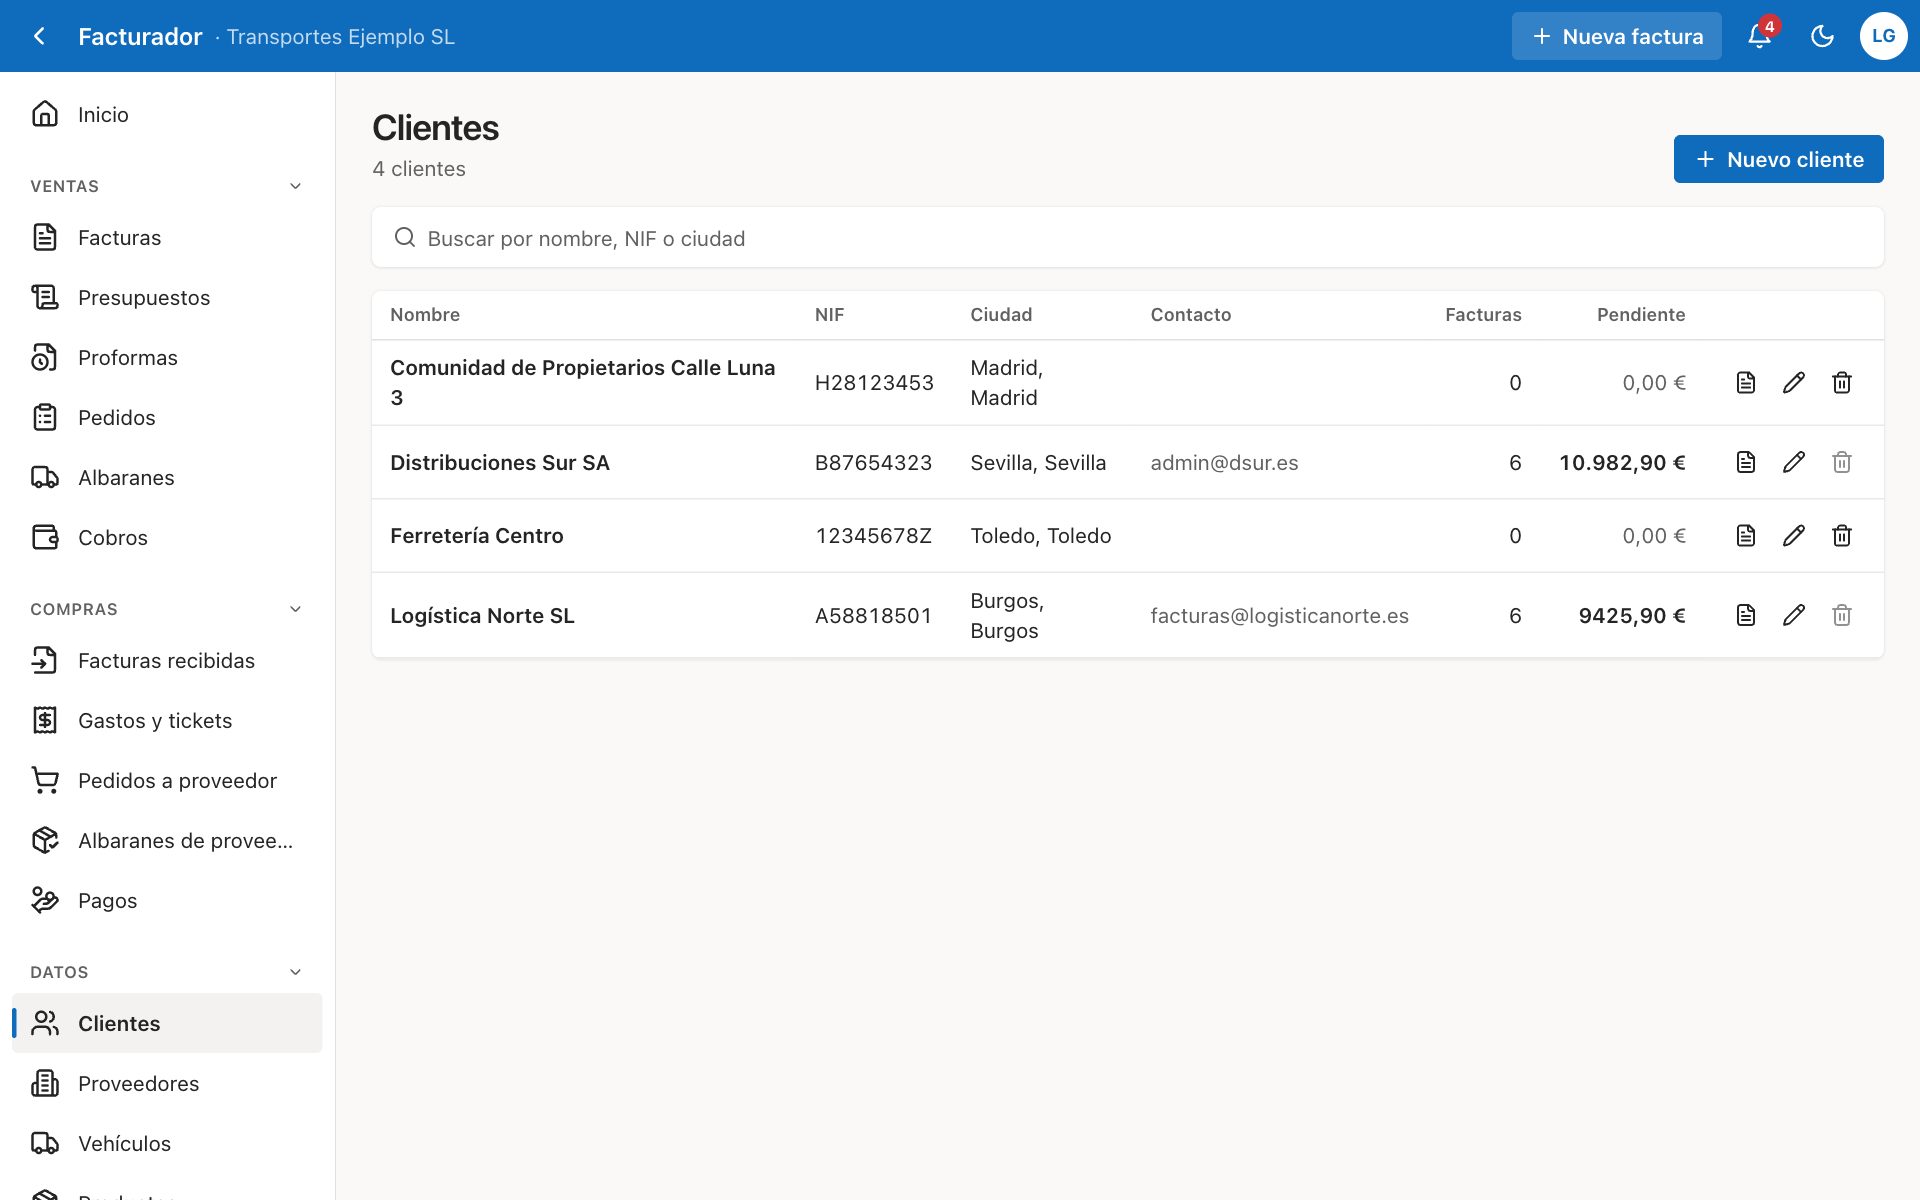 Facturador · Transportes Ejemplo SL
+ Nueva factura
4
LG
Inicio
VENTAS
Facturas
Presupuestos
Proformas
Pedidos
Albaranes
Cobros
COMPRAS
Facturas recibidas
Gastos y tickets
Pedidos a proveedor
Albaranes de provee...
Pagos
DATOS
Clientes
Proveedores
Vehículos
Clientes
4 clientes
+ Nuevo cliente
Buscar por nombre, NIF o ciudad
Nombre NIF Ciudad Contacto Facturas Pendiente
Comunidad de Propietarios Calle Luna
3
H28123453
Madrid,
Madrid
0 0,00 €
Distribuciones Sur SA B87654323 Sevilla, Sevilla admin@dsur.es 6 10.982,90 €
Ferretería Centro 12345678Z Toledo, Toledo 0 0,00 €
Logística Norte SL A58818501
Burgos,
Burgos
facturas@logisticanorte.es 6 9425,90 €